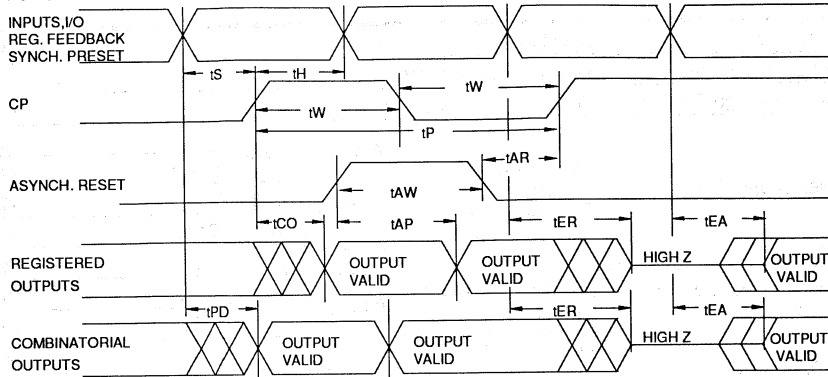 INPUTS,I/O
REG. FEEDBACK
SYNCH. PRESET
tS
tH
tW
CP
tW
tP
tAR
ASYNCH. RESET
tAW
tCO
tAP
tER
tEA
REGISTERED
OUTPUTS
OUTPUT
VALID
OUTPUT
VALID
HIGH Z
OUTPUT
VALID
tPD
tER
tEA
COMBINATORIAL
OUTPUTS
OUTPUT
VALID
OUTPUT
VALID
HIGH Z
OUTPUT
VALID